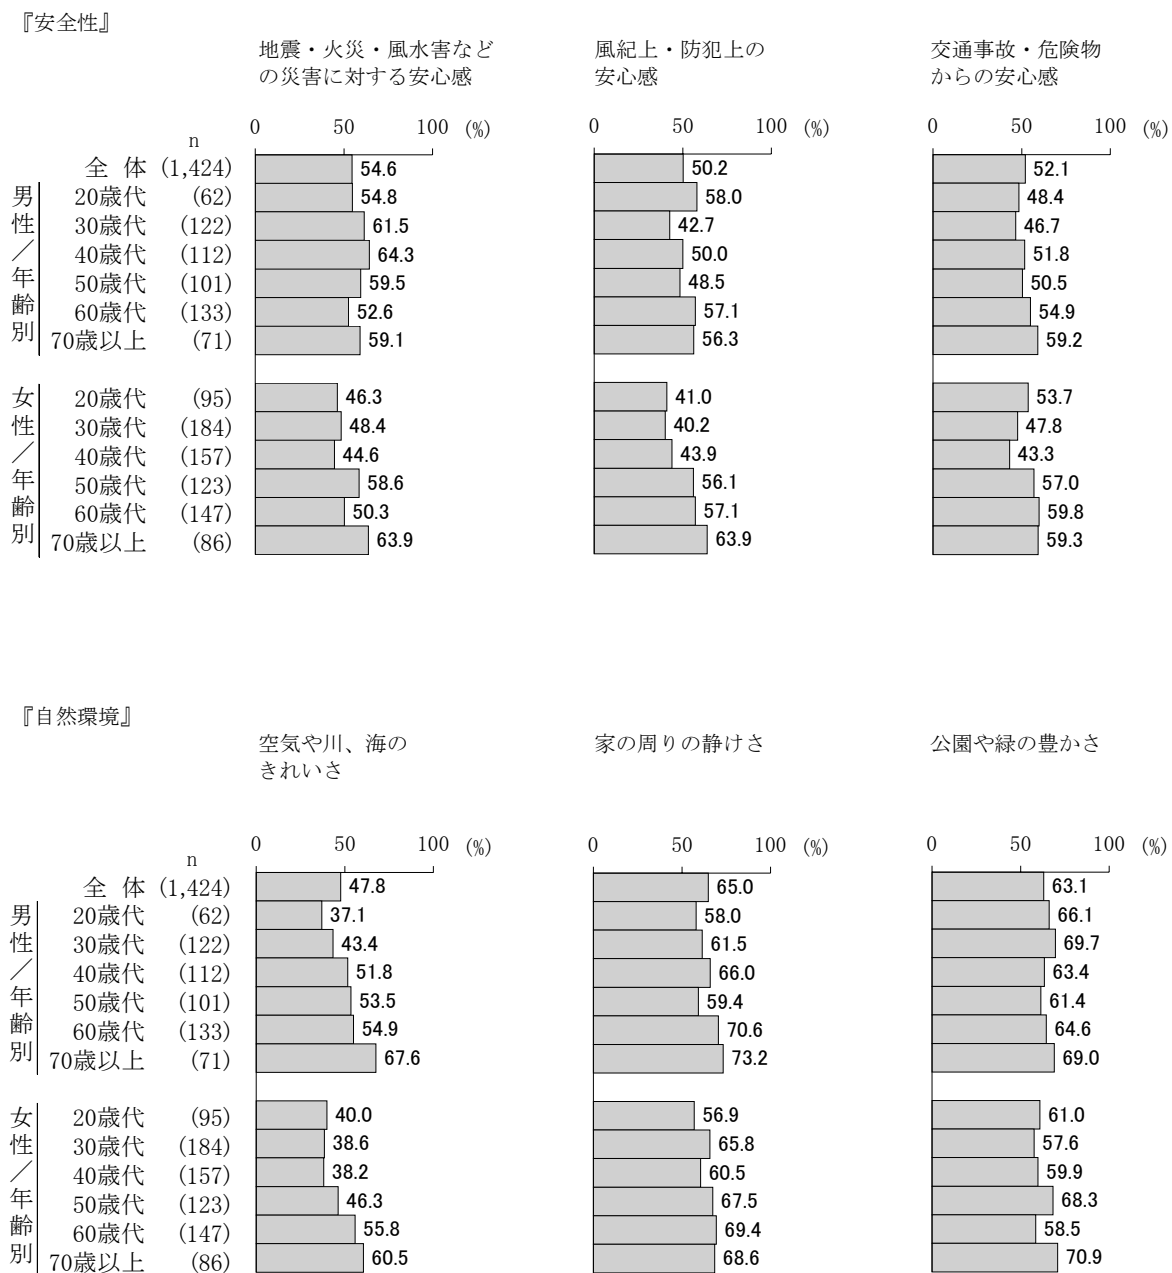 『安全性』
地震・火災・風水害など
の災害に対する安心感
風紀上・防犯上の
安心感
交通事故・危険物
からの安心感
0 50 100 (%) 0 50 100 (%) 0 50 100 (%)
n
全 体 (1,424) 54.6 50.2 52.1
男性／年齢別
20歳代 (62) 54.8 58.0 48.4
30歳代 (122) 61.5 42.7 46.7
40歳代 (112) 64.3 50.0 51.8
50歳代 (101) 59.5 48.5 50.5
60歳代 (133) 52.6 57.1 54.9
70歳以上 (71) 59.1 56.3 59.2
女性／年齢別
20歳代 (95) 46.3 41.0 53.7
30歳代 (184) 48.4 40.2 47.8
40歳代 (157) 44.6 43.9 43.3
50歳代 (123) 58.6 56.1 57.0
60歳代 (147) 50.3 57.1 59.8
70歳以上 (86) 63.9 63.9 59.3
『自然環境』
空気や川、海の
きれいさ
家の周りの静けさ
公園や緑の豊かさ
0 50 100 (%) 0 50 100 (%) 0 50 100 (%)
n
全 体 (1,424) 47.8 65.0 63.1
男性／年齢別
20歳代 (62) 37.1 58.0 66.1
30歳代 (122) 43.4 61.5 69.7
40歳代 (112) 51.8 66.0 63.4
50歳代 (101) 53.5 59.4 61.4
60歳代 (133) 54.9 70.6 64.6
70歳以上 (71) 67.6 73.2 69.0
女性／年齢別
20歳代 (95) 40.0 56.9 61.0
30歳代 (184) 38.6 65.8 57.6
40歳代 (157) 38.2 60.5 59.9
50歳代 (123) 46.3 67.5 68.3
60歳代 (147) 55.8 69.4 58.5
70歳以上 (86) 60.5 68.6 70.9